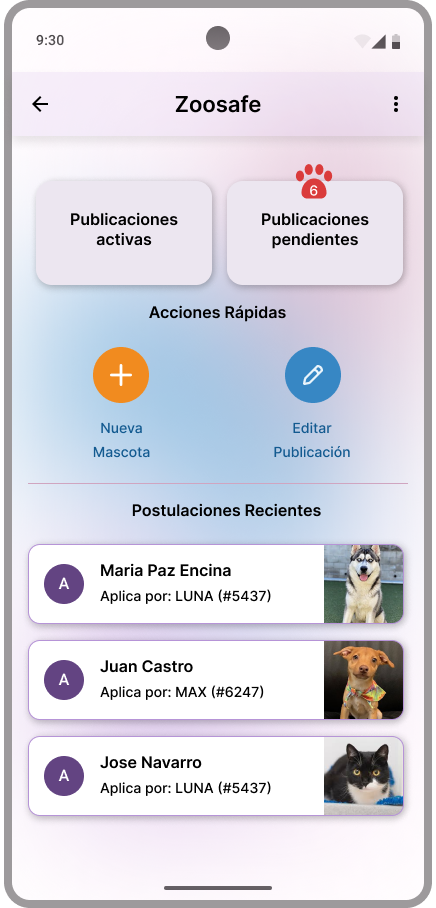 9:30
Zoosafe
6
Publicaciones
activas
Publicaciones
pendientes
Acciones Rápidas
Nueva
Mascota
Editar
Publicación
Postulaciones Recientes
A
Maria Paz Encina
Aplica por: LUNA (#5437)
A
Juan Castro
Aplica por: MAX (#6247)
A
Jose Navarro
Aplica por: LUNA (#5437)